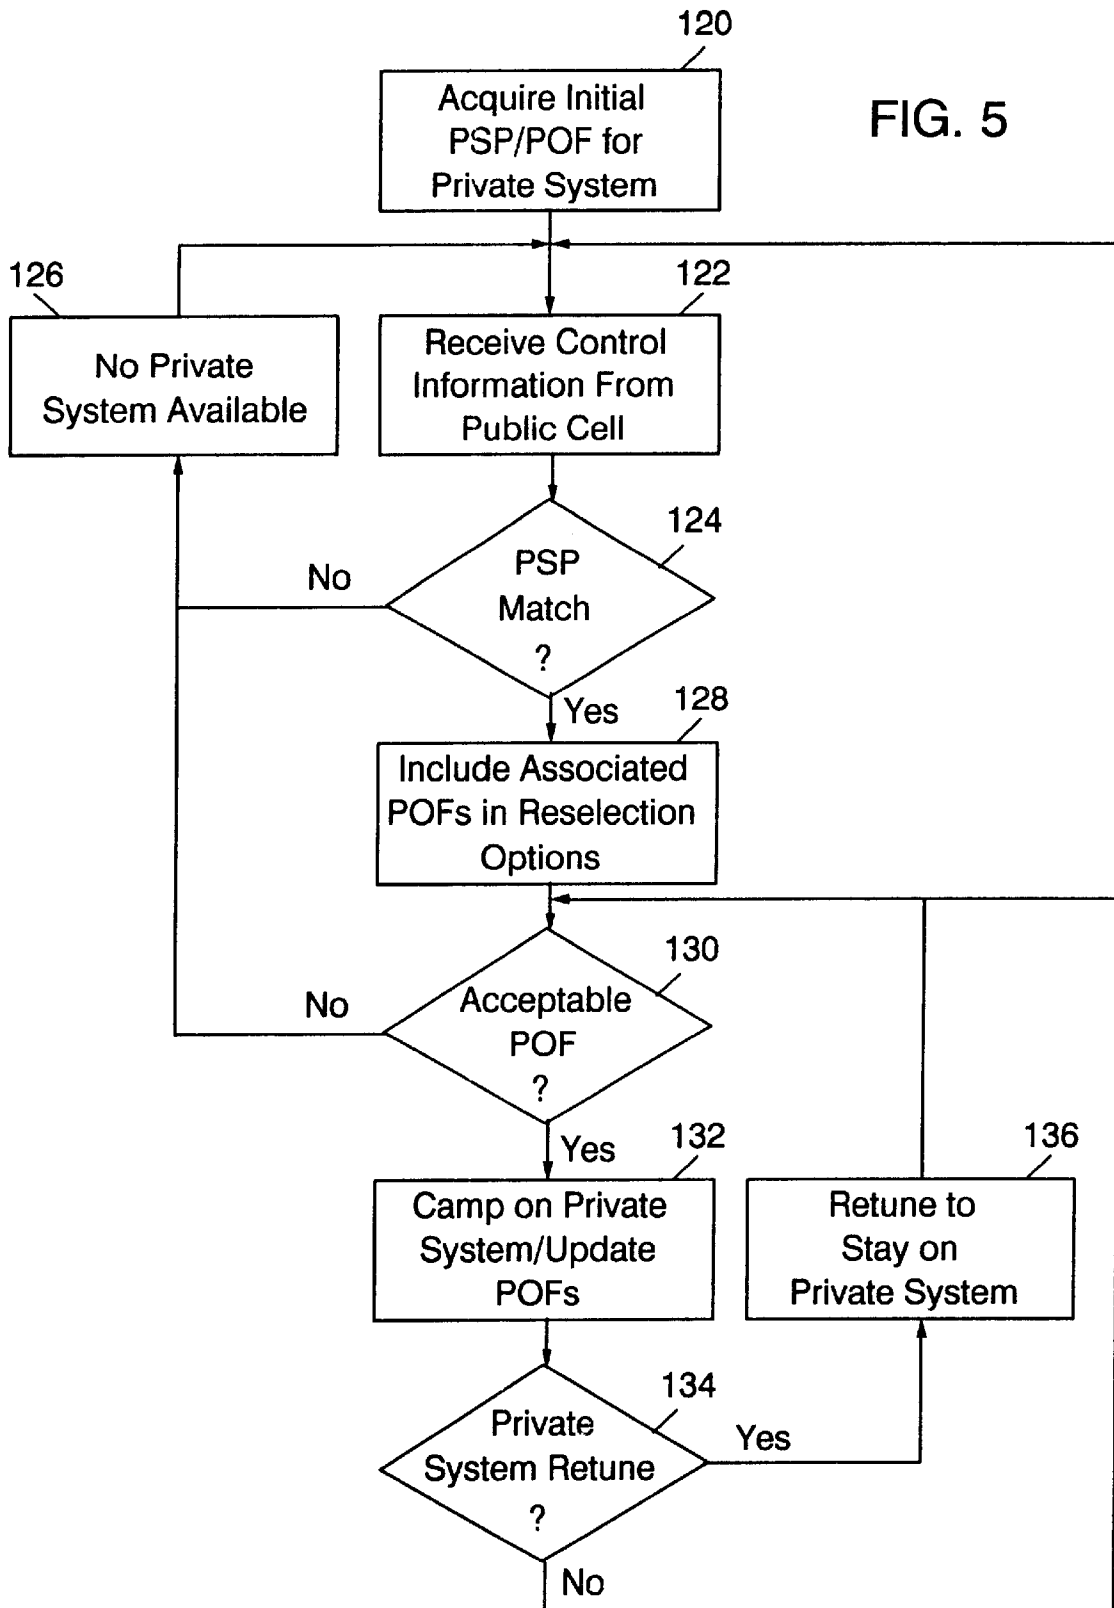 120
Acquire Initial
PSP/POF for
Private System
FIG. 5
126
No Private
System Available
122
Receive Control
Information From
Public Cell
124
PSP
Match
?
No
Yes
128
Include Associated
POFs in Reselection
Options
130
Acceptable
POF
?
No
Yes
132
Camp on Private
System/Update
POFs
136
Retune to
Stay on
Private System
134
Private
System Retune
?
Yes
No